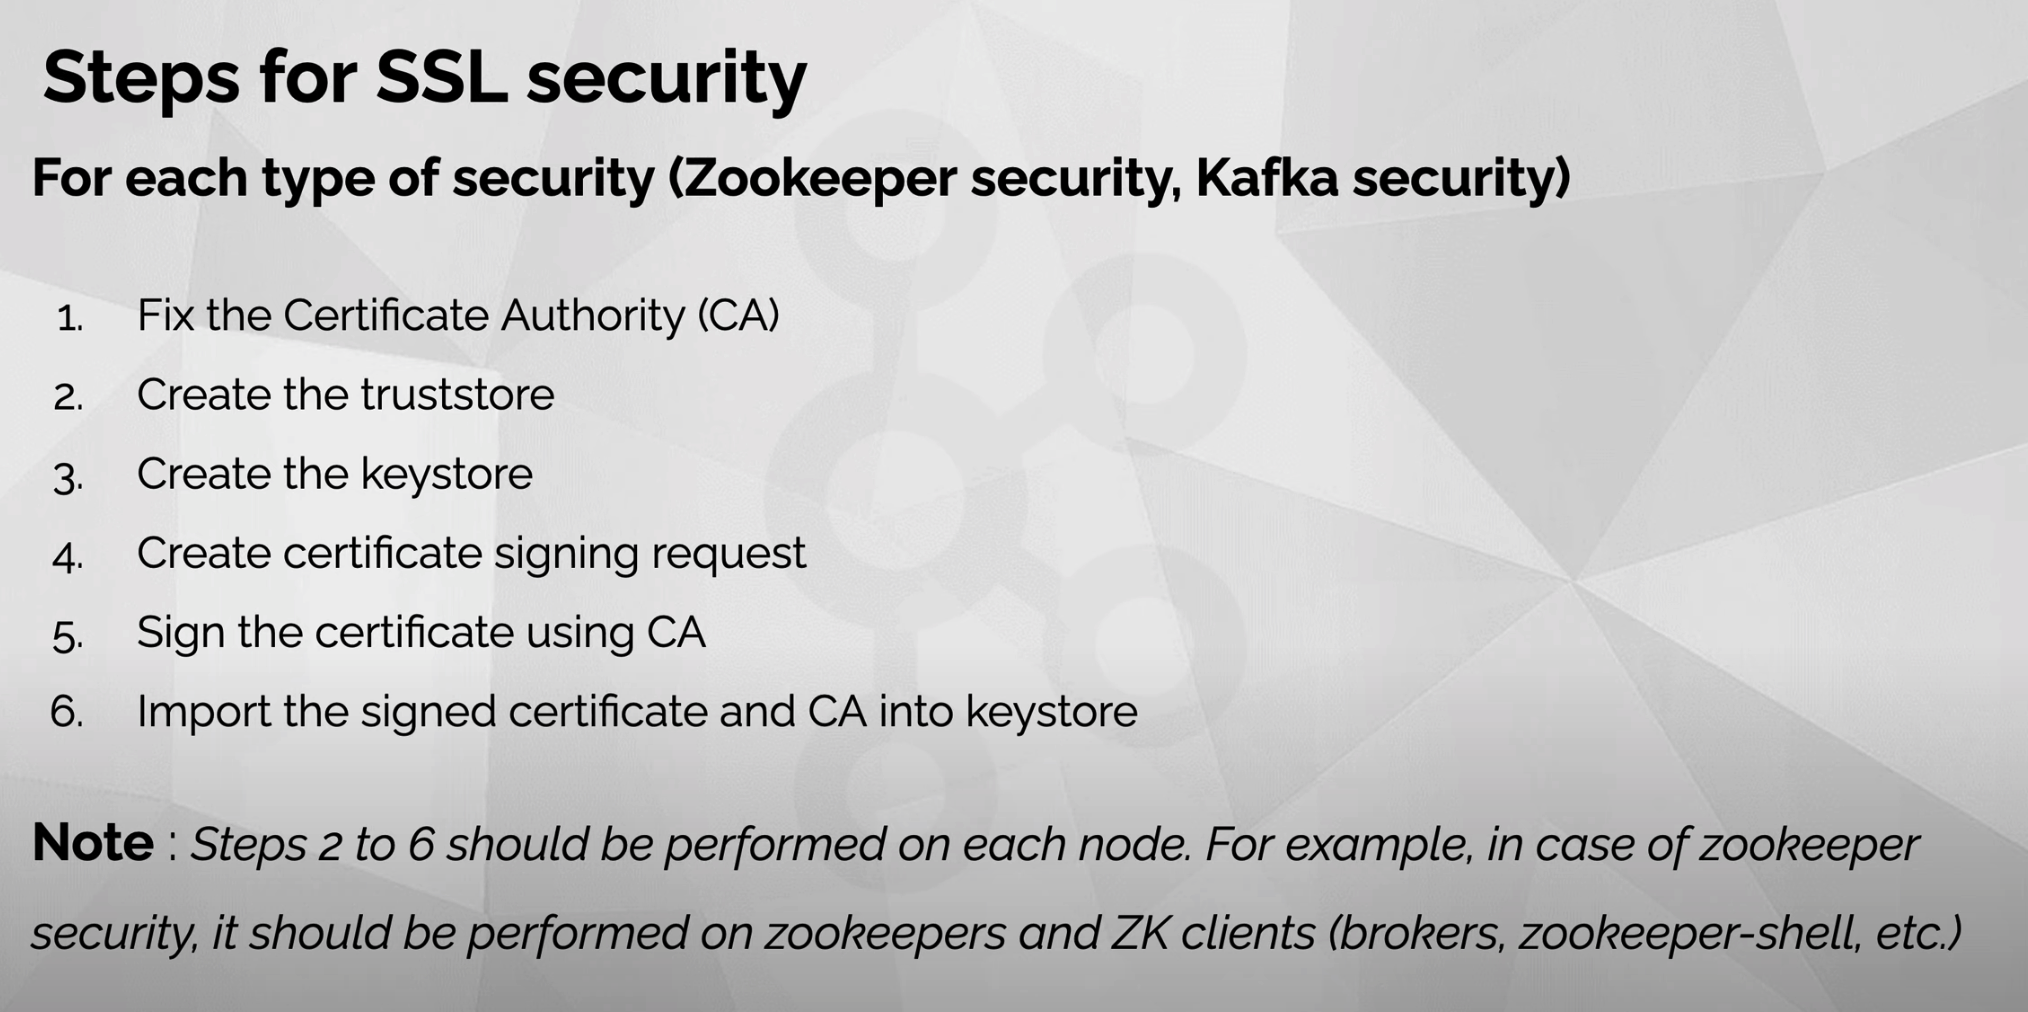 Steps for SSL security
For each type of security (Zookeeper security, Kafka security)
1. Fix the Certificate Authority (CA)
2. Create the truststore
3. Create the keystore
4. Create certificate signing request
5. Sign the certificate using CA
6. Import the signed certificate and CA into keystore
Note : Steps 2 to 6 should be performed on each node. For example, in case of zookeeper
security, it should be performed on zookeepers and ZK clients (brokers, zookeeper-shell, etc.)